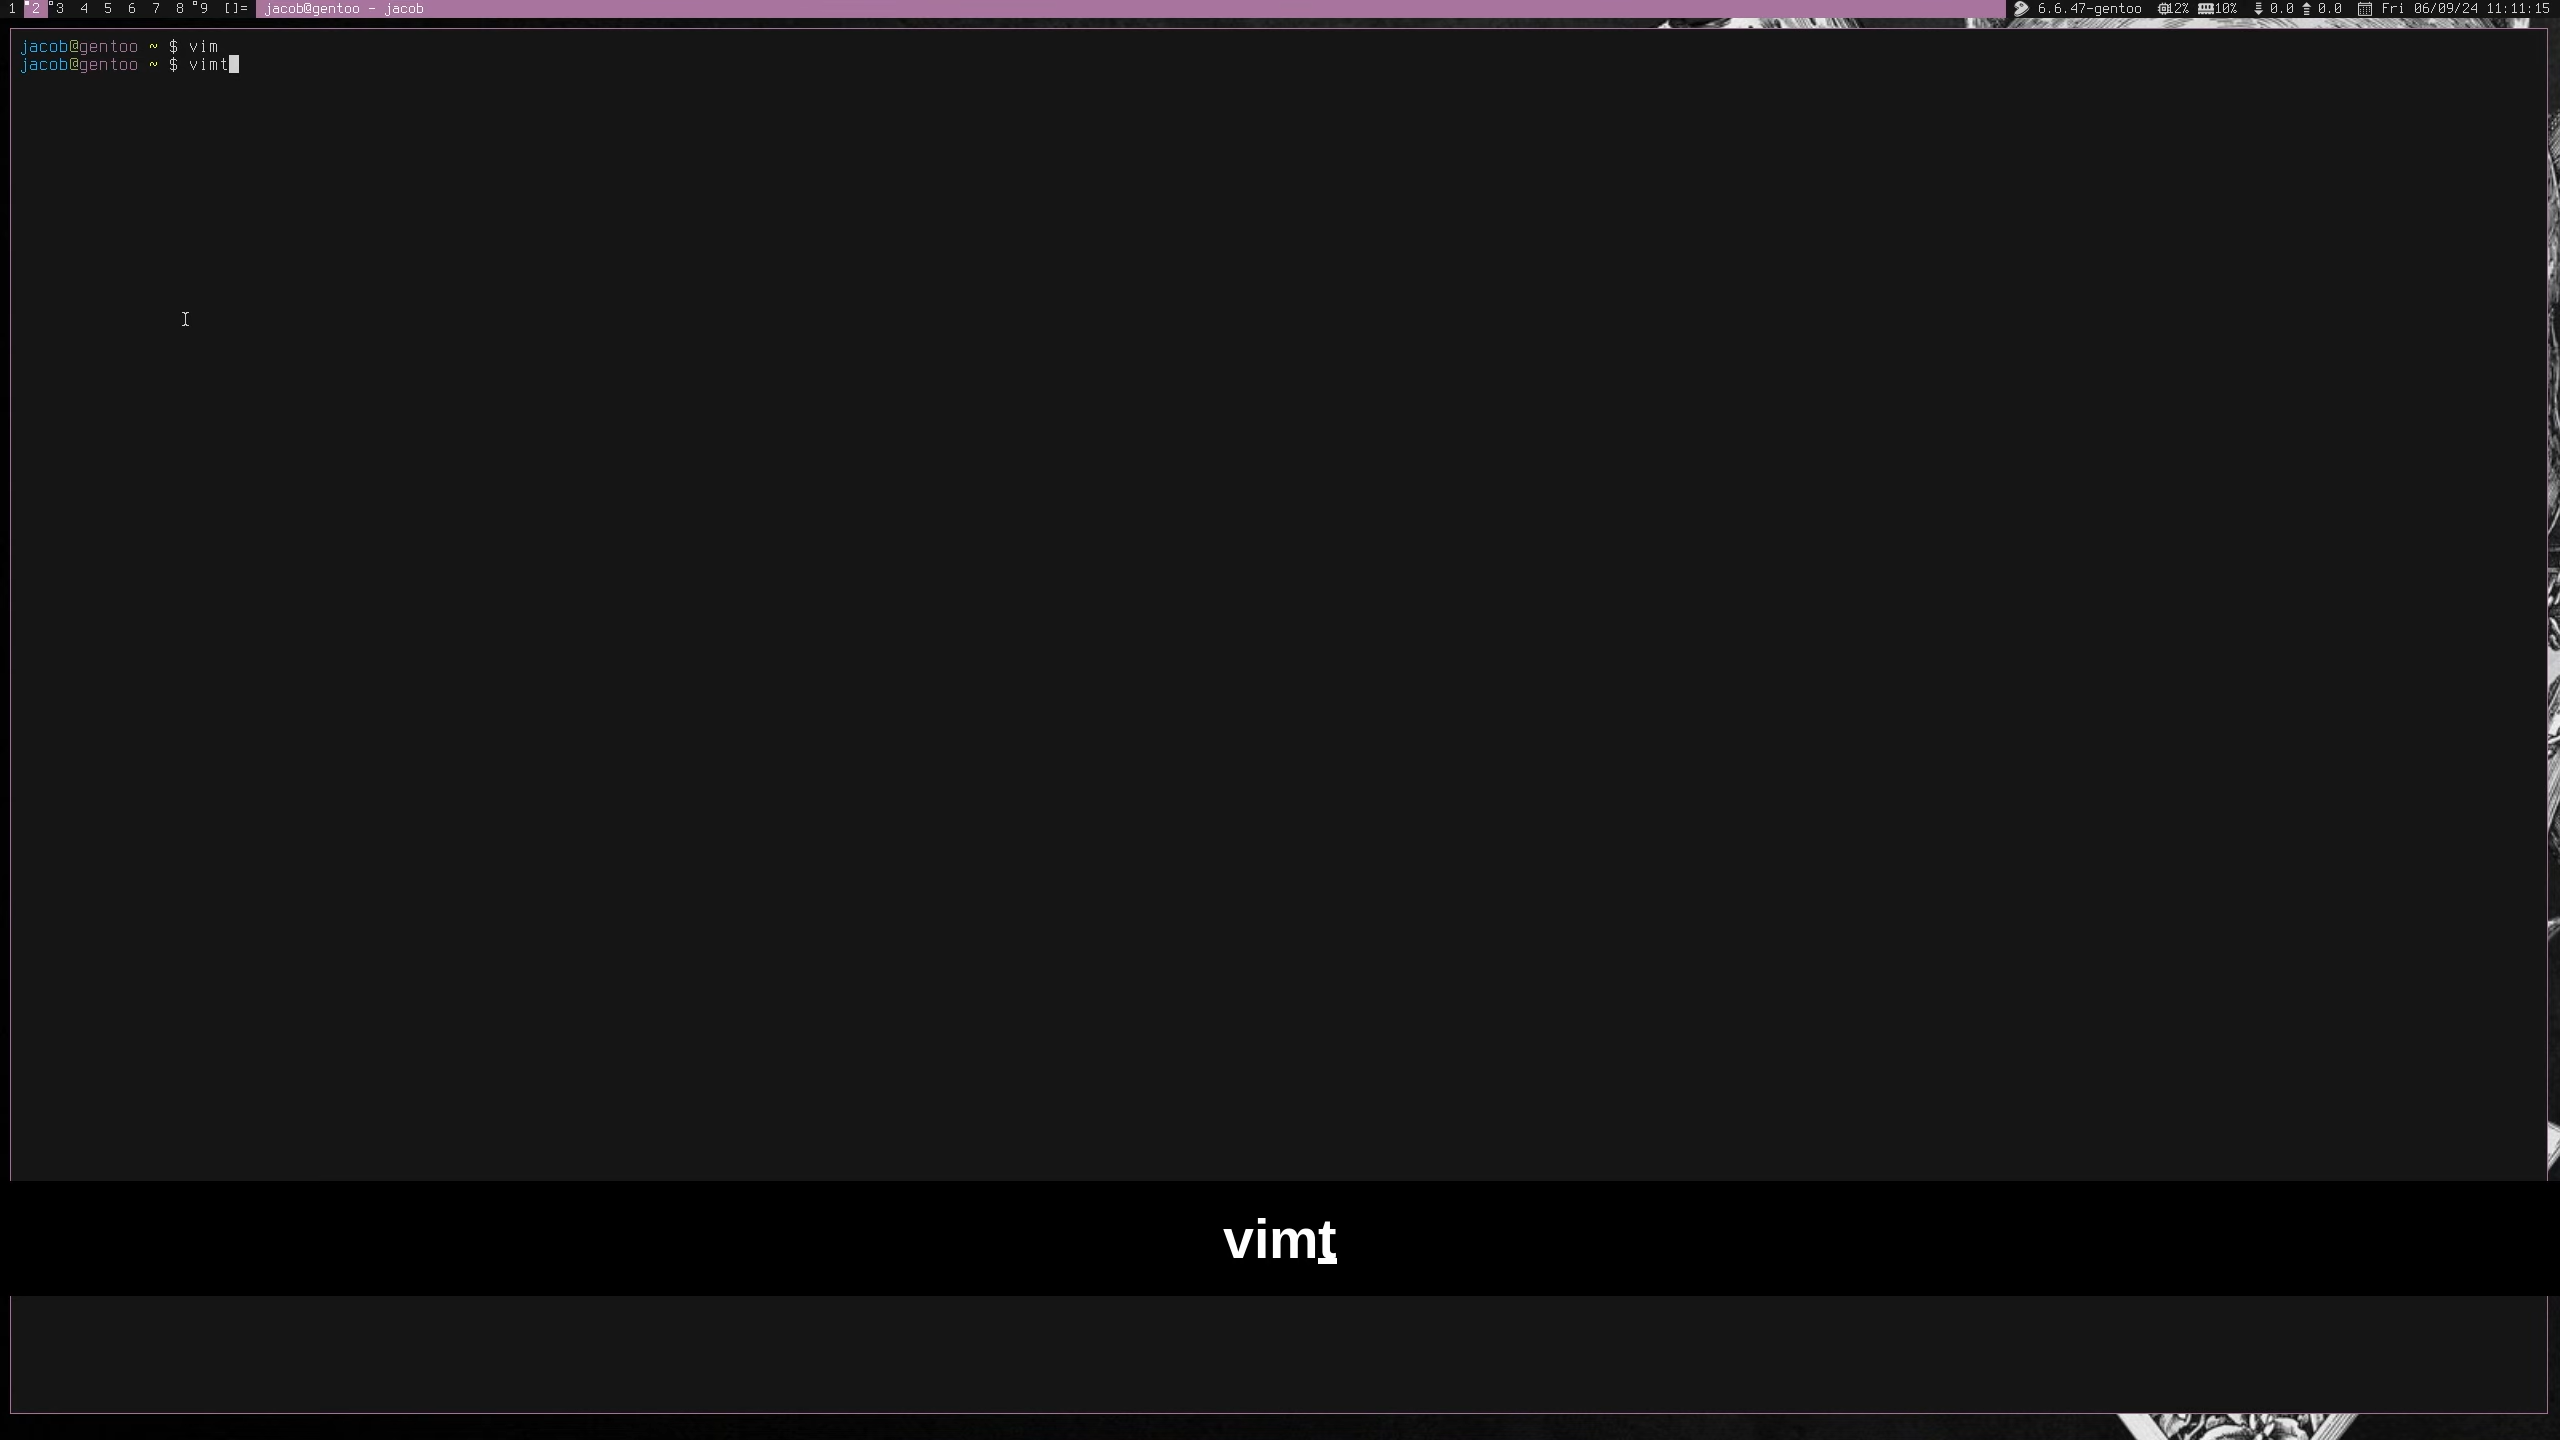 1 2 3 4 5 6 7 8 9 []= jacob@gentoo - jacob 6.6.47-gentoo 12% 10% 0.0 0.0 Fri 06/09/24 11:11:15
jacob@gentoo ~ $ vim
jacob@gentoo ~ $ vimt
vimt